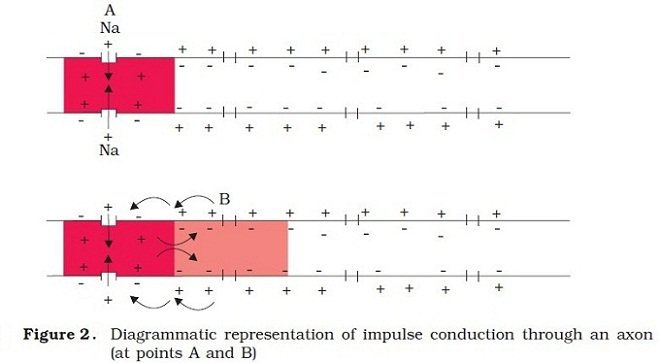 A
Na
Na
B
Figure 2. Diagrammatic representation of impulse conduction through an axon
(at points A and B)